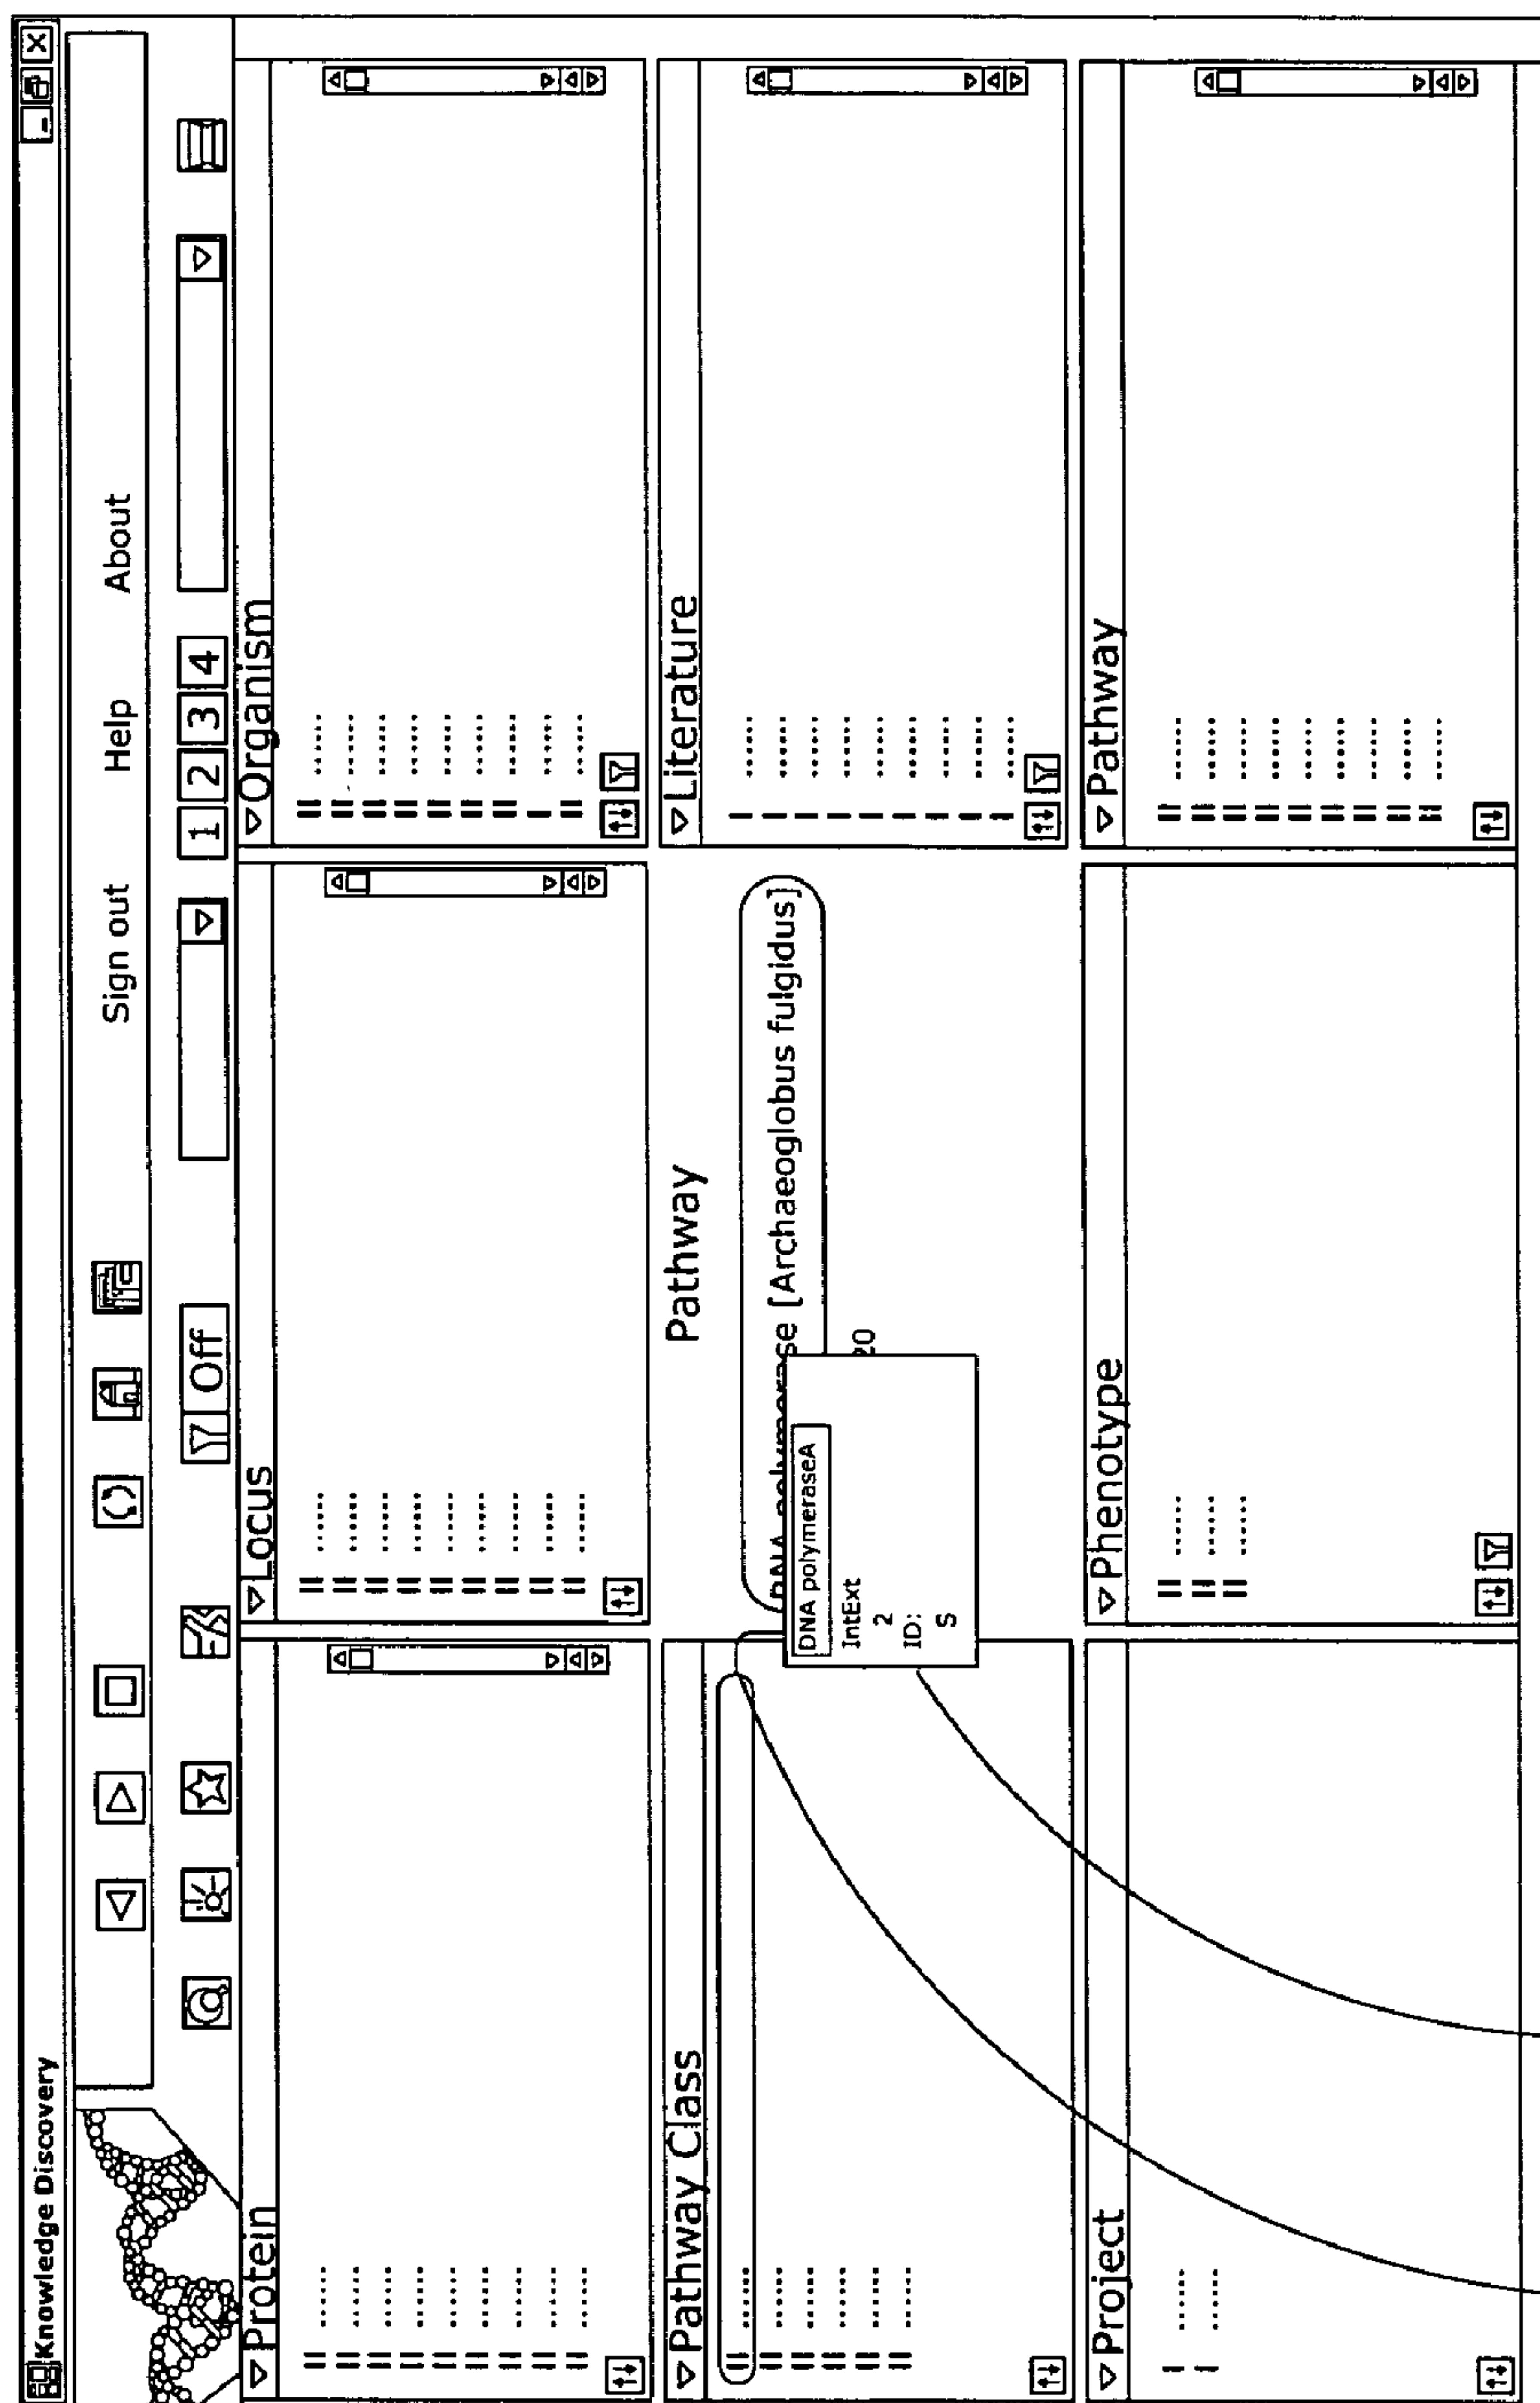 Knowledge Discovery
Sign out Help About
Off 1 2 3 4
Protein
Locus
Organism
Pathway Class
Pathway
Literature
polymerase [Archaeoglobus fulgidus]
20
DNA polymeraseA
IntExt
2
ID:
S
Project
Phenotype
Pathway